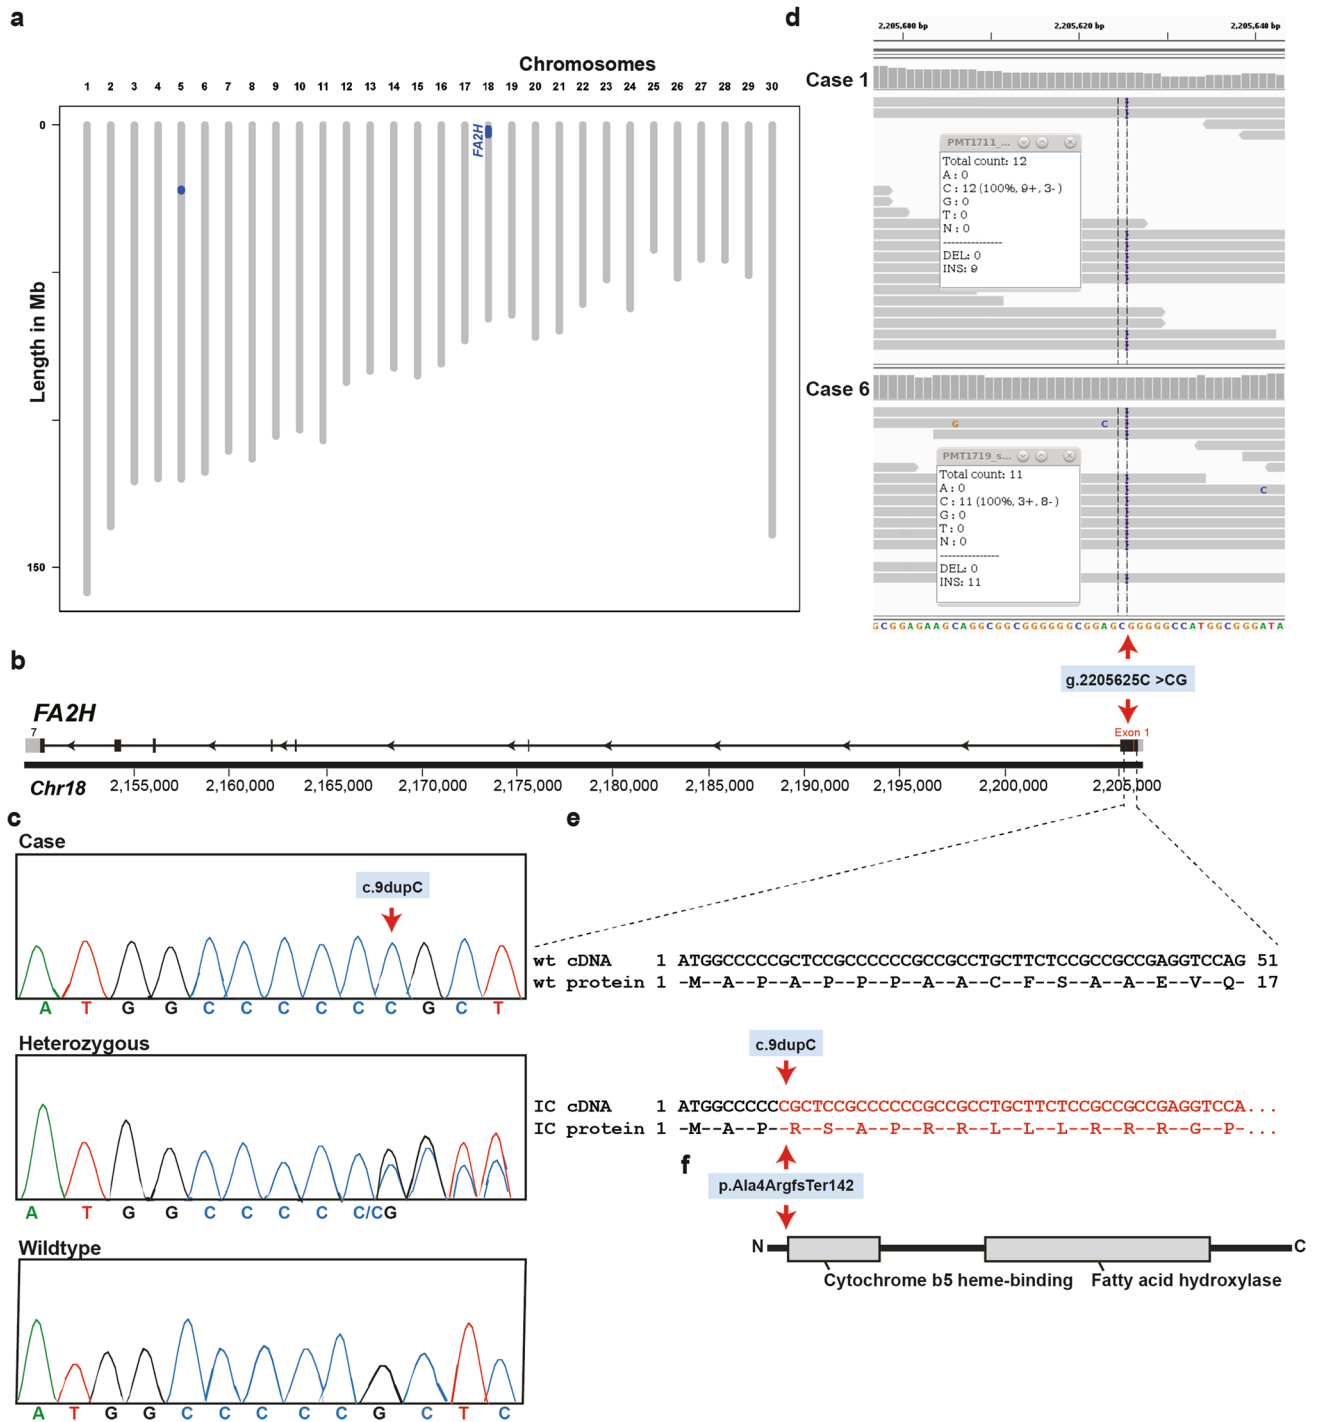 a
Chromosomes
1 2 3 4 5 6 7 8 9 10 11 12 13 14 15 16 17 18 19 20 21 22 23 24 25 26 27 28 29 30
0
FA2H
Length in Mb
150
d
2,205,600 bp 2,205,620 bp 2,205,640 bp
Case 1
PMT1711_...
Total count: 12
A : 0
C : 12 (100%, 9+, 3- )
G : 0
T : 0
N : 0
---------------
DEL: 0
INS: 9
Case 6
G C
PMT1719_s...
Total count: 11
A : 0
C : 11 (100%, 3+, 8- )
G : 0
T : 0
N : 0
---------------
DEL: 0
INS: 11
C
GCGGAGAAGCAGGCGGCGGGGGGCGGAGCGGGGGCCATGGCGGGATA
g.2205625C >CG
b
FA2H
7
Exon 1
Chr18
2,155,000 2,160,000 2,165,000 2,170,000 2,175,000 2,180,000 2,185,000 2,190,000 2,195,000 2,200,000 2,205,000
c
Case
c.9dupC
A T G G C C C C C C G C T
Heterozygous
A T G G C C C C C/CG
Wildtype
A T G G C C C C C G C T C
e
wt cDNA 1 ATGGCCCCCGCTCCGCCCCCCGCCGCCTGCTTCTCCGCCGCCGAGGTCCAG 51
wt protein 1 -M--A--P--A--P--P--P--A--A--C--F--S--A--A--E--V--Q- 17
c.9dupC
IC cDNA 1 ATGGCCCCCCGCTCCGCCCCCCGCCGCCTGCTTCTCCGCCGCCGAGGTCCA...
IC protein 1 -M--A--P--R--S--A--P--R--R--L--L--L--R--R--R--G--P-...
f
p.Ala4ArgfsTer142
N C
Cytochrome b5 heme-binding Fatty acid hydroxylase